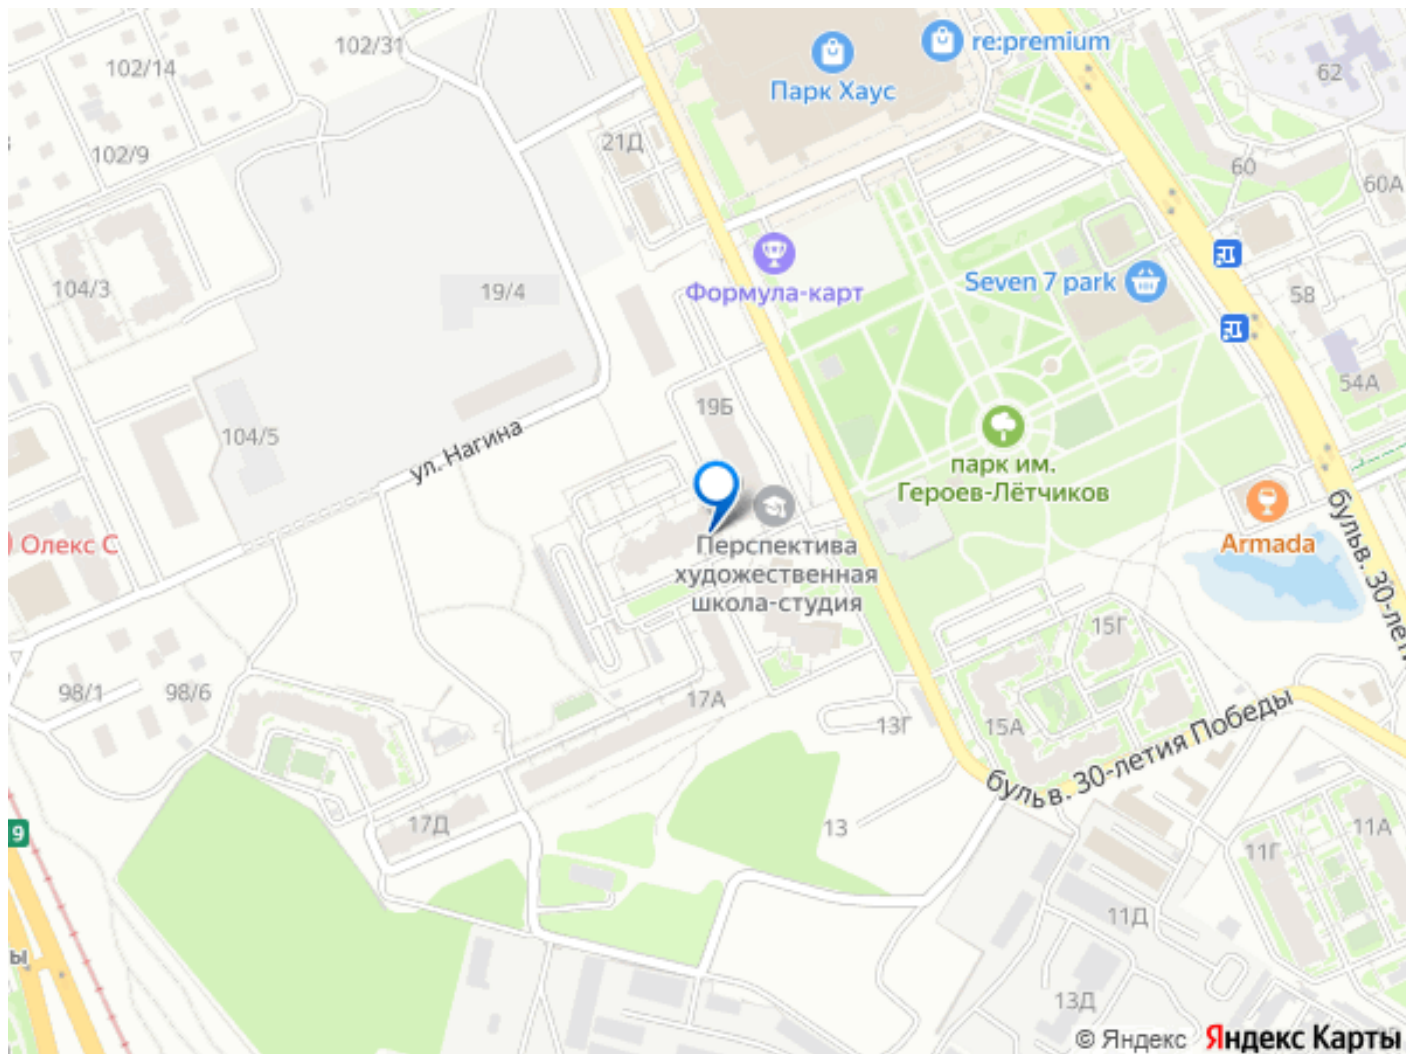 102/31
re:premium
102/14
62
Парк Хаус
21Д
102/9
60
60А
104/3
19/4
Формула-карт
Seven 7 park
58
54А
19Б
104/5
ул. Нагина
парк им.
Героев-Лётчиков
Олекс С
Перспектива
художественная
школа-студия
Armada
бульв. 30-лети
15Г
98/1
98/6
17А
13Г
15А
бульв. 30-летия Победы
17Д
13
11А
11Г
9
11Д
ы
13Д
© Яндекс Яндекс Карты